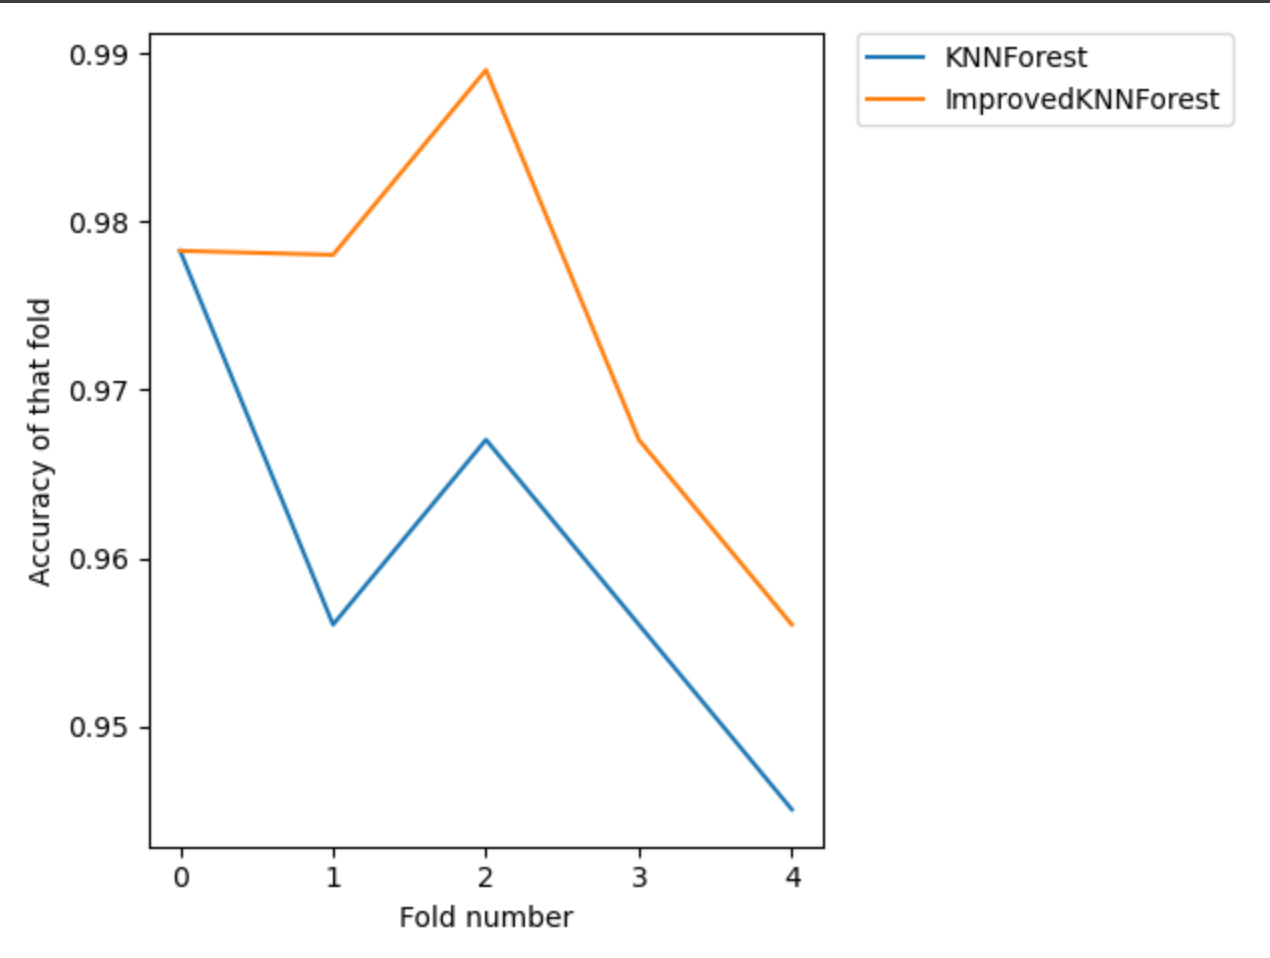 KNNForest
ImprovedKNNForest
0.99
0.98
0.97
0.96
0.95
Accuracy of that fold
0 1 2 3 4
Fold number